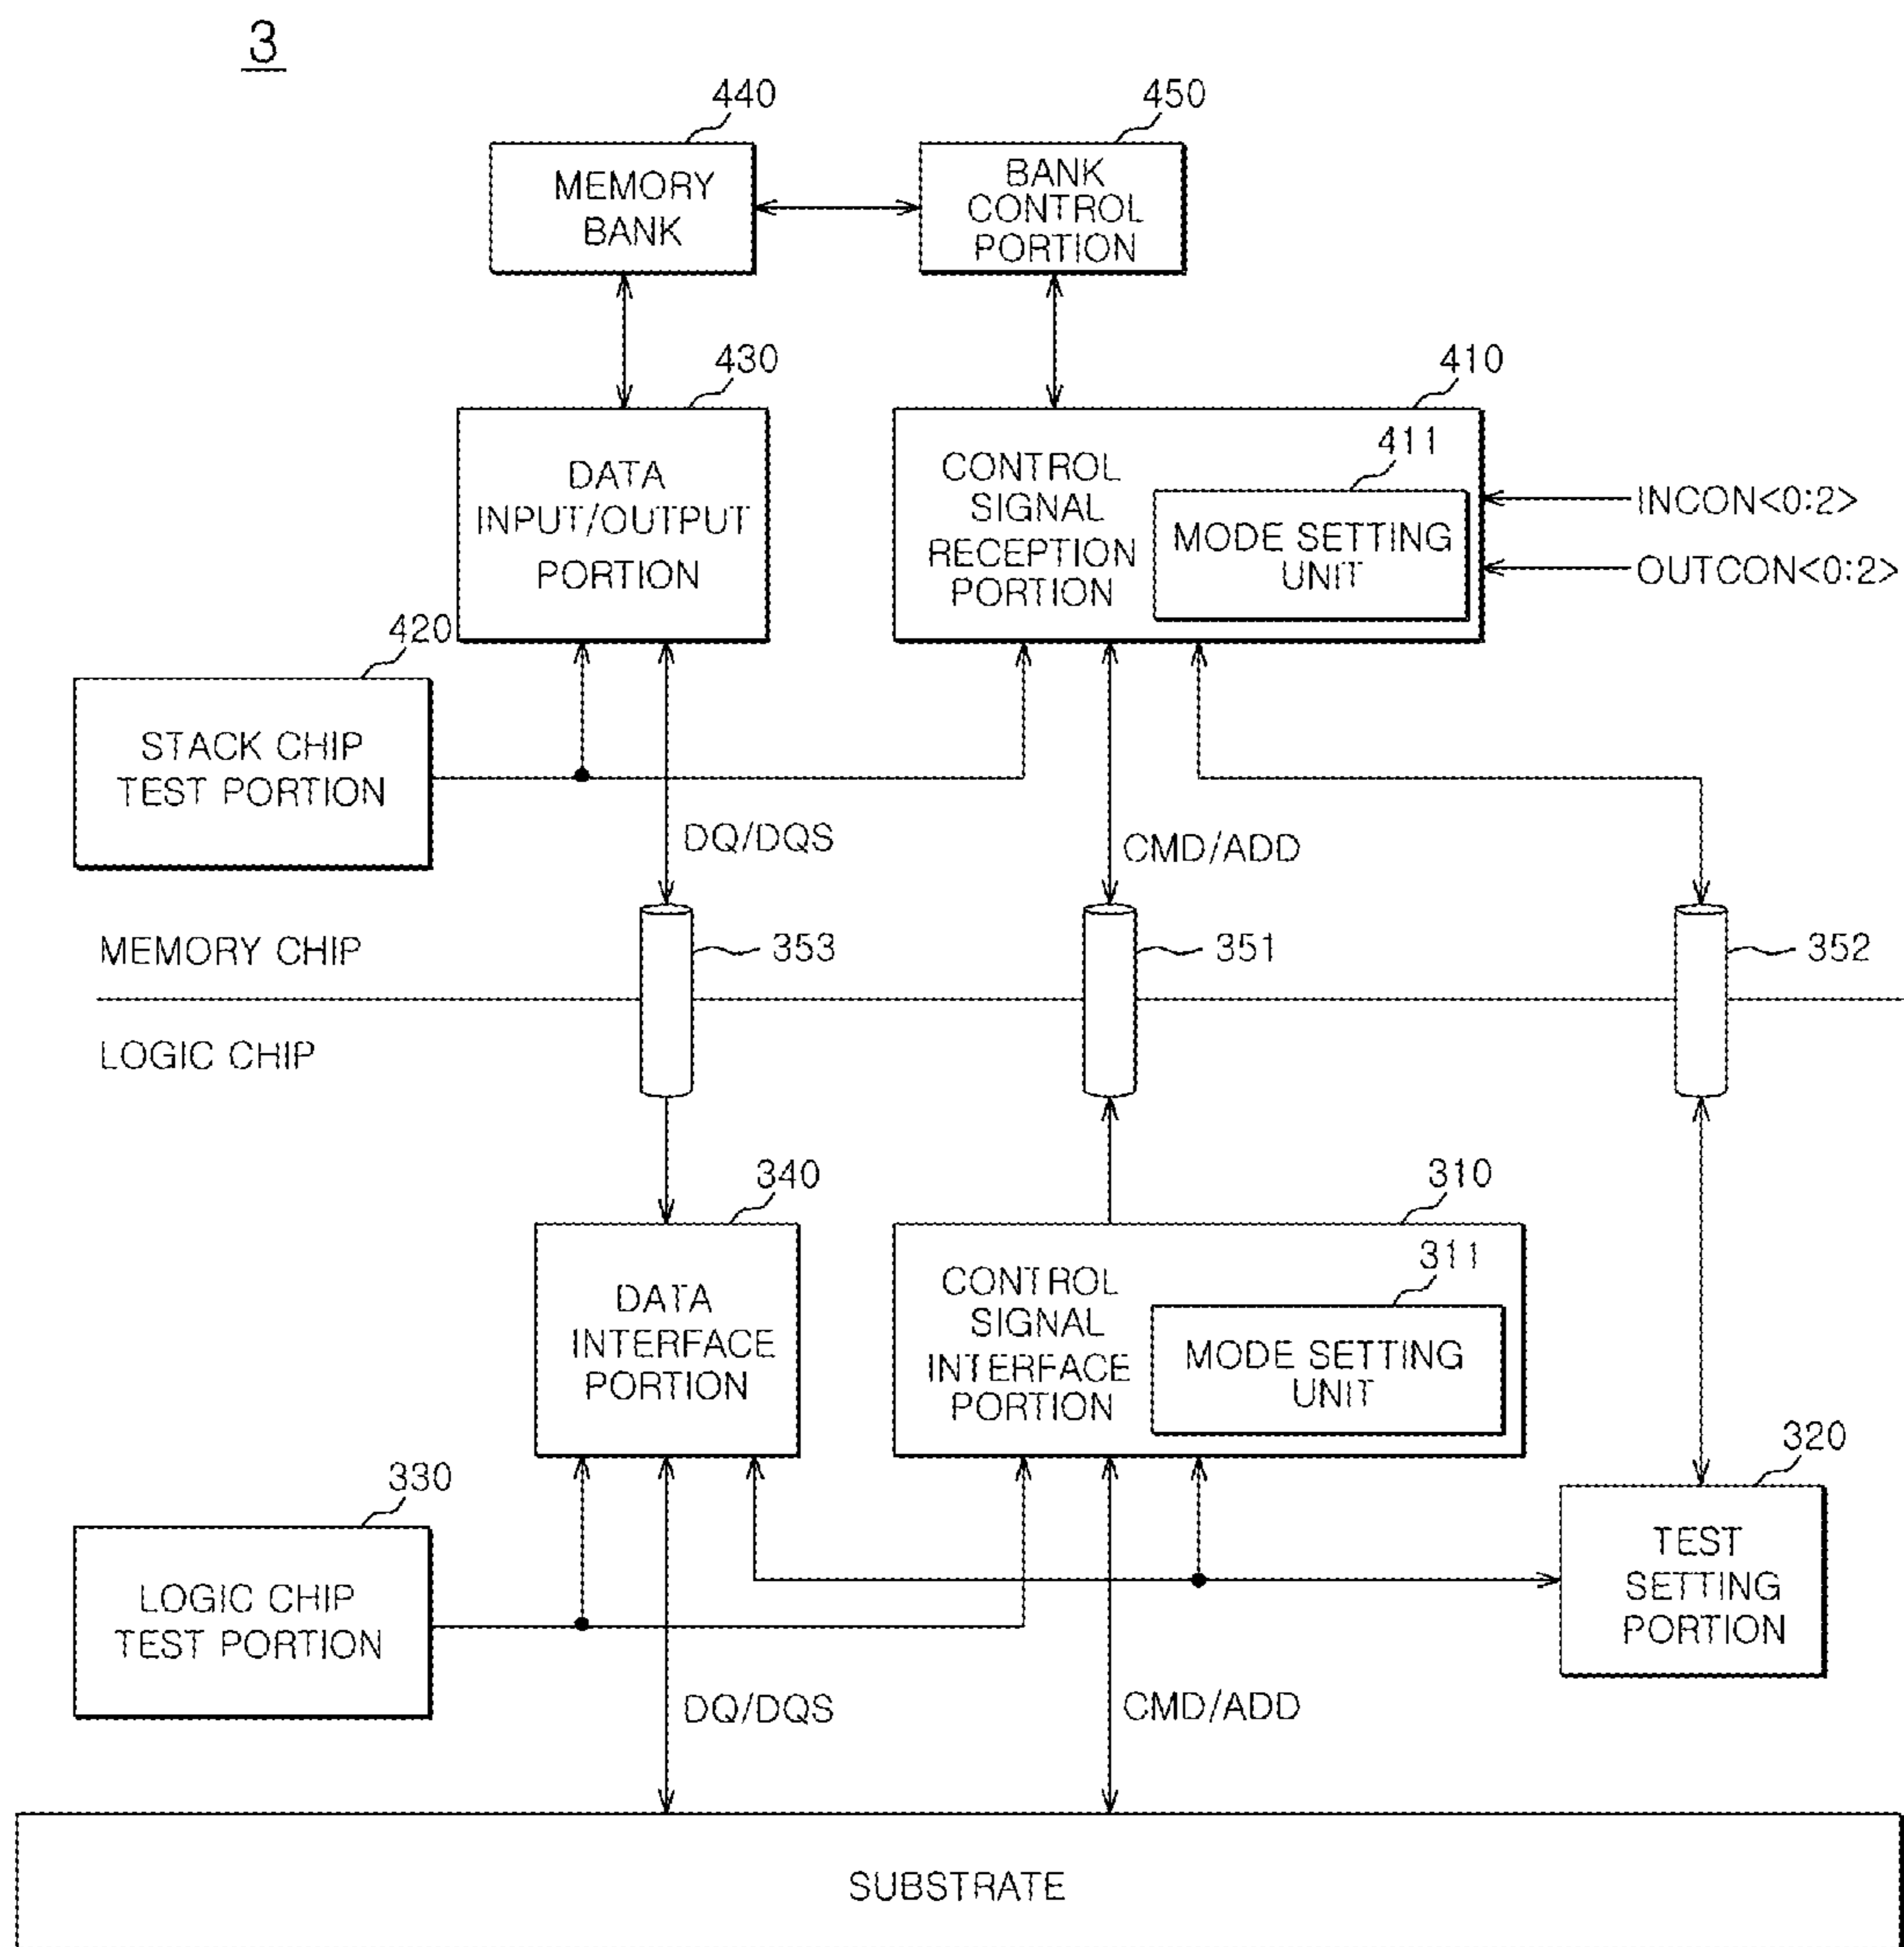 3
440
450
MEMORY
BANK
BANK
CONTROL
PORTION
430
410
DATA
INPUT/OUTPUT
PORTION
CONTROL
SIGNAL
RECEPTION
PORTION
411
MODE SETTING
UNIT
INCON<0:2>
OUTCON<0:2>
420
STACK CHIP
TEST PORTION
DQ/DQS
CMD/ADD
MEMORY CHIP
353
351
352
LOGIC CHIP
340
310
DATA
INTERFACE
PORTION
CONTROL
SIGNAL
INTERFACE
PORTION
311
MODE SETTING
UNIT
330
320
LOGIC CHIP
TEST PORTION
TEST
SETTING
PORTION
DQ/DQS
CMD/ADD
SUBSTRATE